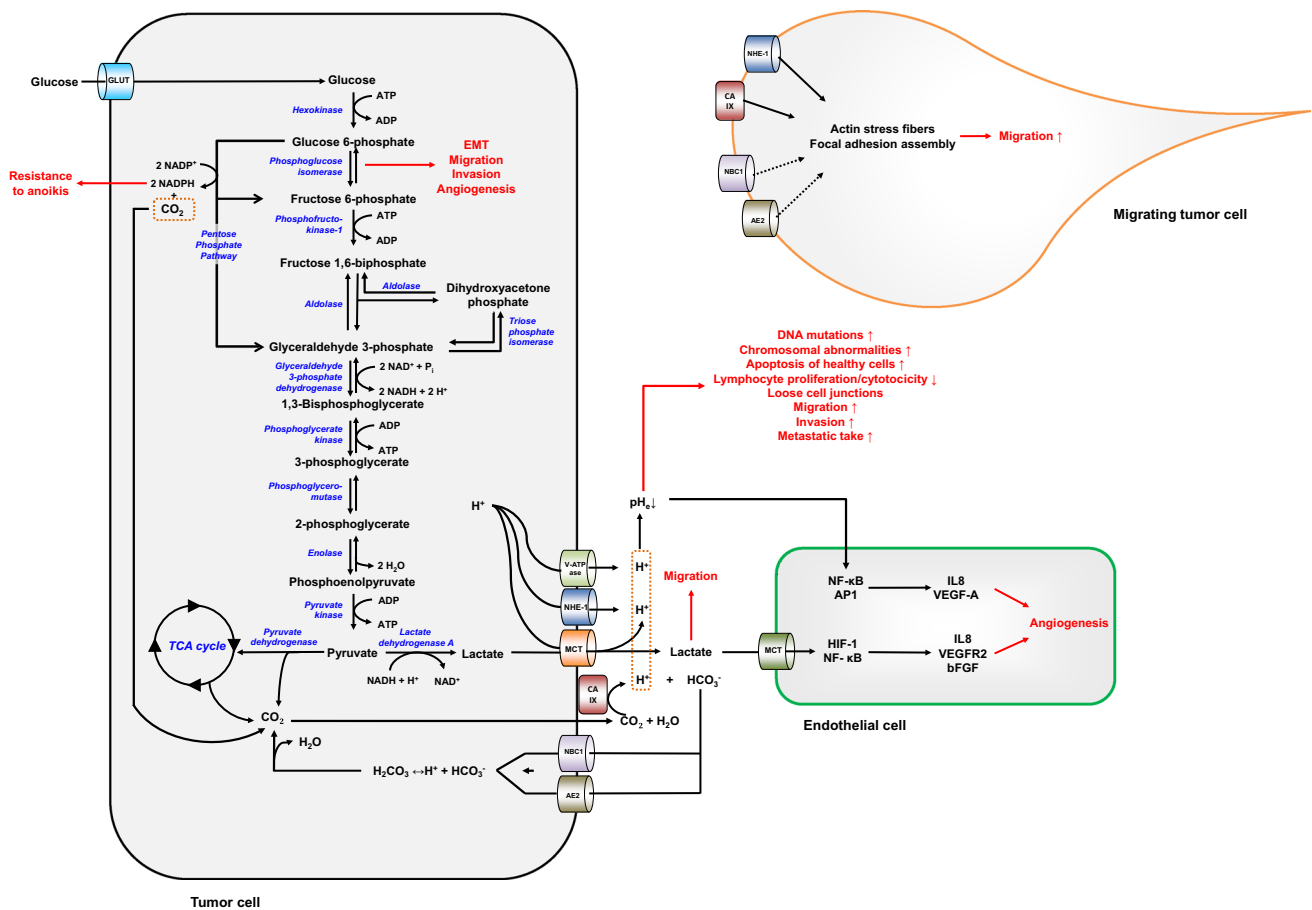 Glucose
GLUT
Glucose
Hexokinase
ATP
ADP
Glucose 6-phosphate
2 NADP⁺
2 NADPH
+
CO₂
Resistance
to anoikis
Phosphoglucose
isomerase
EMT
Migration
Invasion
Angiogenesis
Fructose 6-phosphate
Pentose
Phosphate
Pathway
Phosphofructo-
kinase-1
ATP
ADP
Fructose 1,6-biphosphate
Aldolase
Aldolase
Dihydroxyacetone
phosphate
Triose
phosphate
isomerase
Glyceraldehyde 3-phosphate
Glyceraldehyde
3-phosphate
dehydrogenase
2 NAD⁺ + Pᵢ
2 NADH + 2 H⁺
1,3-Bisphosphoglycerate
Phosphoglycerate
kinase
ADP
ATP
3-phosphoglycerate
Phosphoglycero-
mutase
2-phosphoglycerate
Enolase
2 H₂O
Phosphoenolpyruvate
Pyruvate
kinase
ADP
ATP
TCA cycle
Pyruvate
dehydrogenase
Pyruvate
Lactate
dehydrogenase A
NADH + H⁺
NAD⁺
Lactate
CO₂
H₂O
H₂CO₃ ↔H⁺ + HCO₃⁻
H⁺
V-ATP
ase
NHE-1
MCT
CA
IX
NBC1
AE2
H⁺
H⁺
H⁺
+
HCO₃⁻
CO₂ + H₂O
Lactate
Migration
pHₑ↓
DNA mutations ↑
Chromosomal abnormalities ↑
Apoptosis of healthy cells ↑
Lymphocyte proliferation/cytotocicity ↓
Loose cell junctions
Migration ↑
Invasion ↑
Metastatic take ↑
Tumor cell
NHE-1
CA
IX
NBC1
AE2
Actin stress fibers
Focal adhesion assembly
Migration ↑
Migrating tumor cell
MCT
NF-κB
AP1
IL8
VEGF-A
HIF-1
NF- κB
IL8
VEGFR2
bFGF
Angiogenesis
Endothelial cell